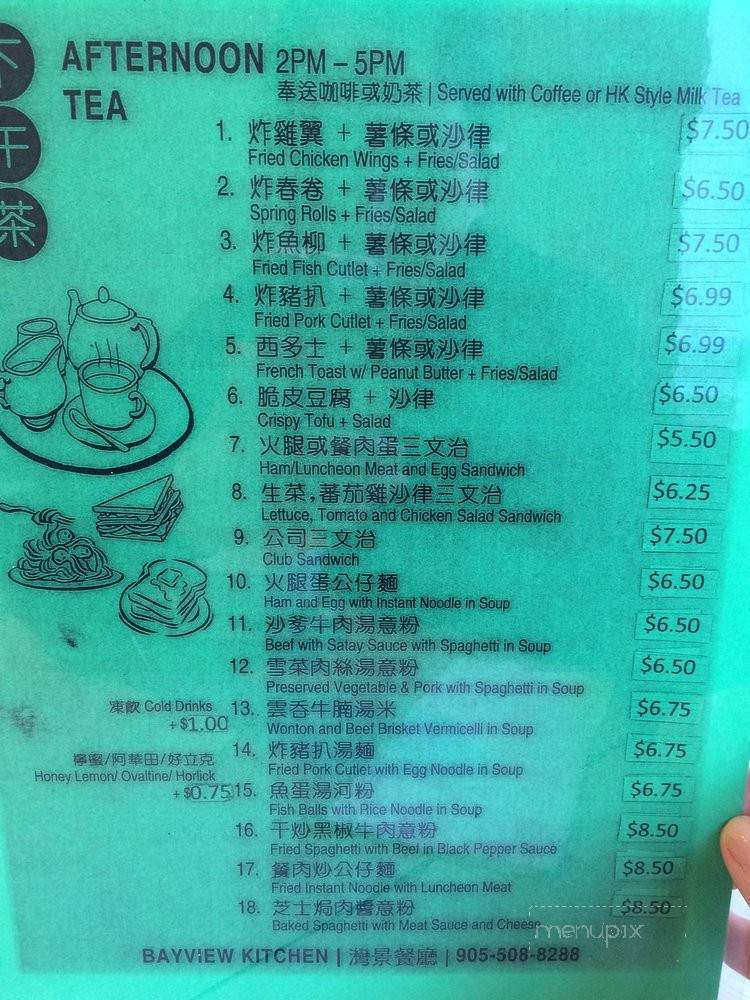 下午茶
AFTERNOON TEA
2PM – 5PM
奉送咖啡或奶茶 | Served with Coffee or HK Style Milk Tea
1. 炸雞翼 + 薯條或沙律 $7.50
Fried Chicken Wings + Fries/Salad
2. 炸春卷 + 薯條或沙律 $6.50
Spring Rolls + Fries/Salad
3. 炸魚柳 + 薯條或沙律 $7.50
Fried Fish Cutlet + Fries/Salad
4. 炸豬扒 + 薯條或沙律 $6.99
Fried Pork Cutlet + Fries/Salad
5. 西多士 + 薯條或沙律 $6.99
French Toast w/ Peanut Butter + Fries/Salad
6. 脆皮豆腐 + 沙律 $6.50
Crispy Tofu + Salad
7. 火腿或餐肉蛋三文治 $5.50
Ham/Luncheon Meat and Egg Sandwich
8. 生菜,蕃茄雞沙律三文治 $6.25
Lettuce, Tomato and Chicken Salad Sandwich
9. 公司三文治 $7.50
Club Sandwich
10. 火腿蛋公仔麵 $6.50
Ham and Egg with Instant Noodle in Soup
11. 沙爹牛肉湯意粉 $6.50
Beef with Satay Sauce with Spaghetti in Soup
12. 雪菜肉絲湯意粉 $6.50
Preserved Vegetable & Pork with Spaghetti in Soup
13. 雲吞牛腩湯米 $6.75
Wonton and Beef Brisket Vermicelli in Soup
14. 炸豬扒湯麵 $6.75
Fried Pork Cutlet with Egg Noodle in Soup
15. 魚蛋湯河粉 $6.75
Fish Balls with Rice Noodle in Soup
16. 干炒黑椒牛肉意粉 $8.50
Fried Spaghetti with Beef in Black Pepper Sauce
17. 餐肉炒公仔麵 $8.50
Fried Instant Noodle with Luncheon Meat
18. 芝士焗肉醬意粉 $8.50
Baked Spaghetti with Meat Sauce and Cheese
凍飲 Cold Drinks
+$1.00
檸蜜/阿華田/好立克
Honey Lemon/ Ovaltine/ Horlick
+$0.75
menupix
BAYVIEW KITCHEN | 灣景餐廳 | 905-508-8288